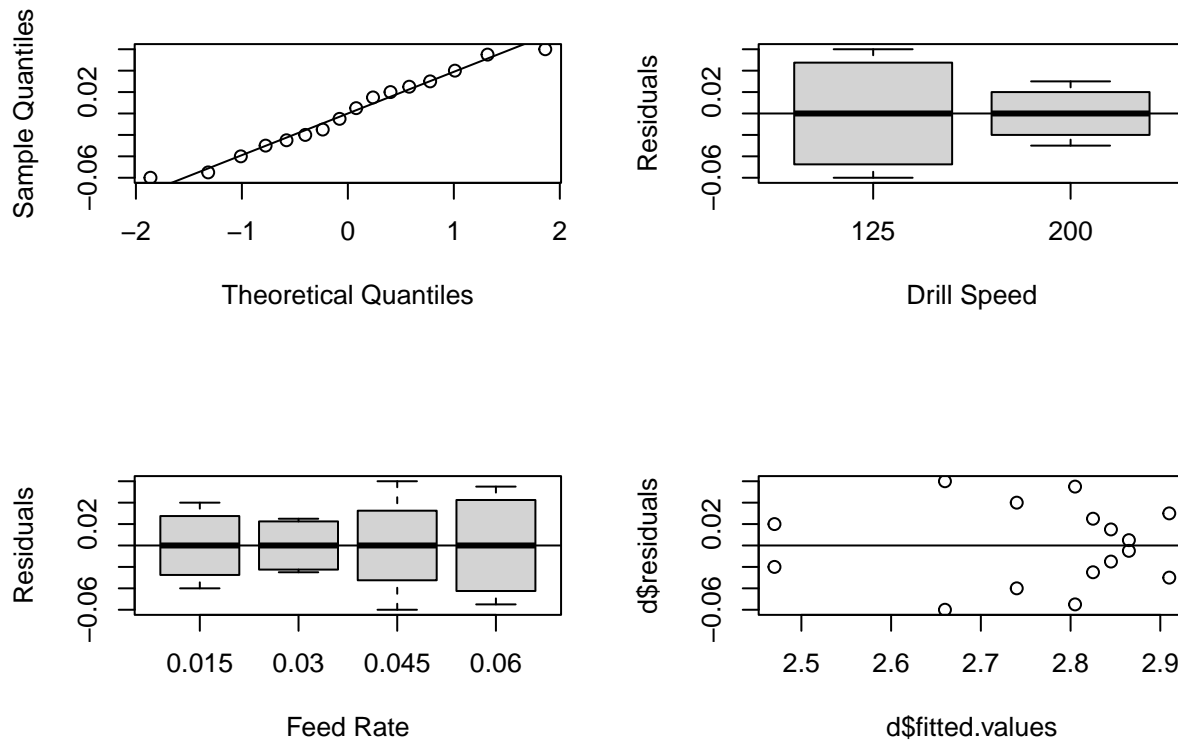 Sample Quantiles
−0.06 0.02
−2 −1 0 1 2
Theoretical Quantiles
Residuals
−0.06 0.02
125 200
Drill Speed
Residuals
−0.06 0.02
0.015 0.03 0.045 0.06
Feed Rate
d$residuals
−0.06 0.02
2.5 2.6 2.7 2.8 2.9
d$fitted.values